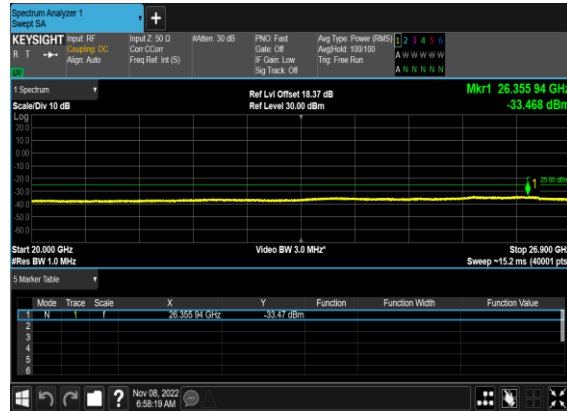 Spectrum Analyzer 1
Swept SA
+
KEYSIGHT Input: RF Input Z: 50 Ω #Atten: 30 dB PNO: Fast Avg Type: Power (RMS) 1 2 3 4 5 6
R T Coupling: DC Corr CCorr Gate: Off Avg|Hold: 100/100 A W W W W W
Align: Auto Freq Ref: Int (S) IF Gain: Low Trig: Free Run
Sig Track: Off A N N N N N
1 Spectrum Ref Lvl Offset 18.37 dB Mkr1 26.355 94 GHz
Scale/Div 10 dB Ref Level 30.00 dBm -33.468 dBm
Log
20.0
10.0
0.00
-10.0
-20.0
1 25.00 dBm
-30.0
-40.0
-50.0
-60.0
Start 20.000 GHz Video BW 3.0 MHz* Stop 26.900 GHz
#Res BW 1.0 MHz Sweep ~15.2 ms (40001 pts)
5 Marker Table
Mode Trace Scale X Y Function Function Width Function Value
1 N 1 f 26.355 94 GHz -33.47 dBm
2
3
4
5
6
? Nov 08, 2022
6:58:19 AM